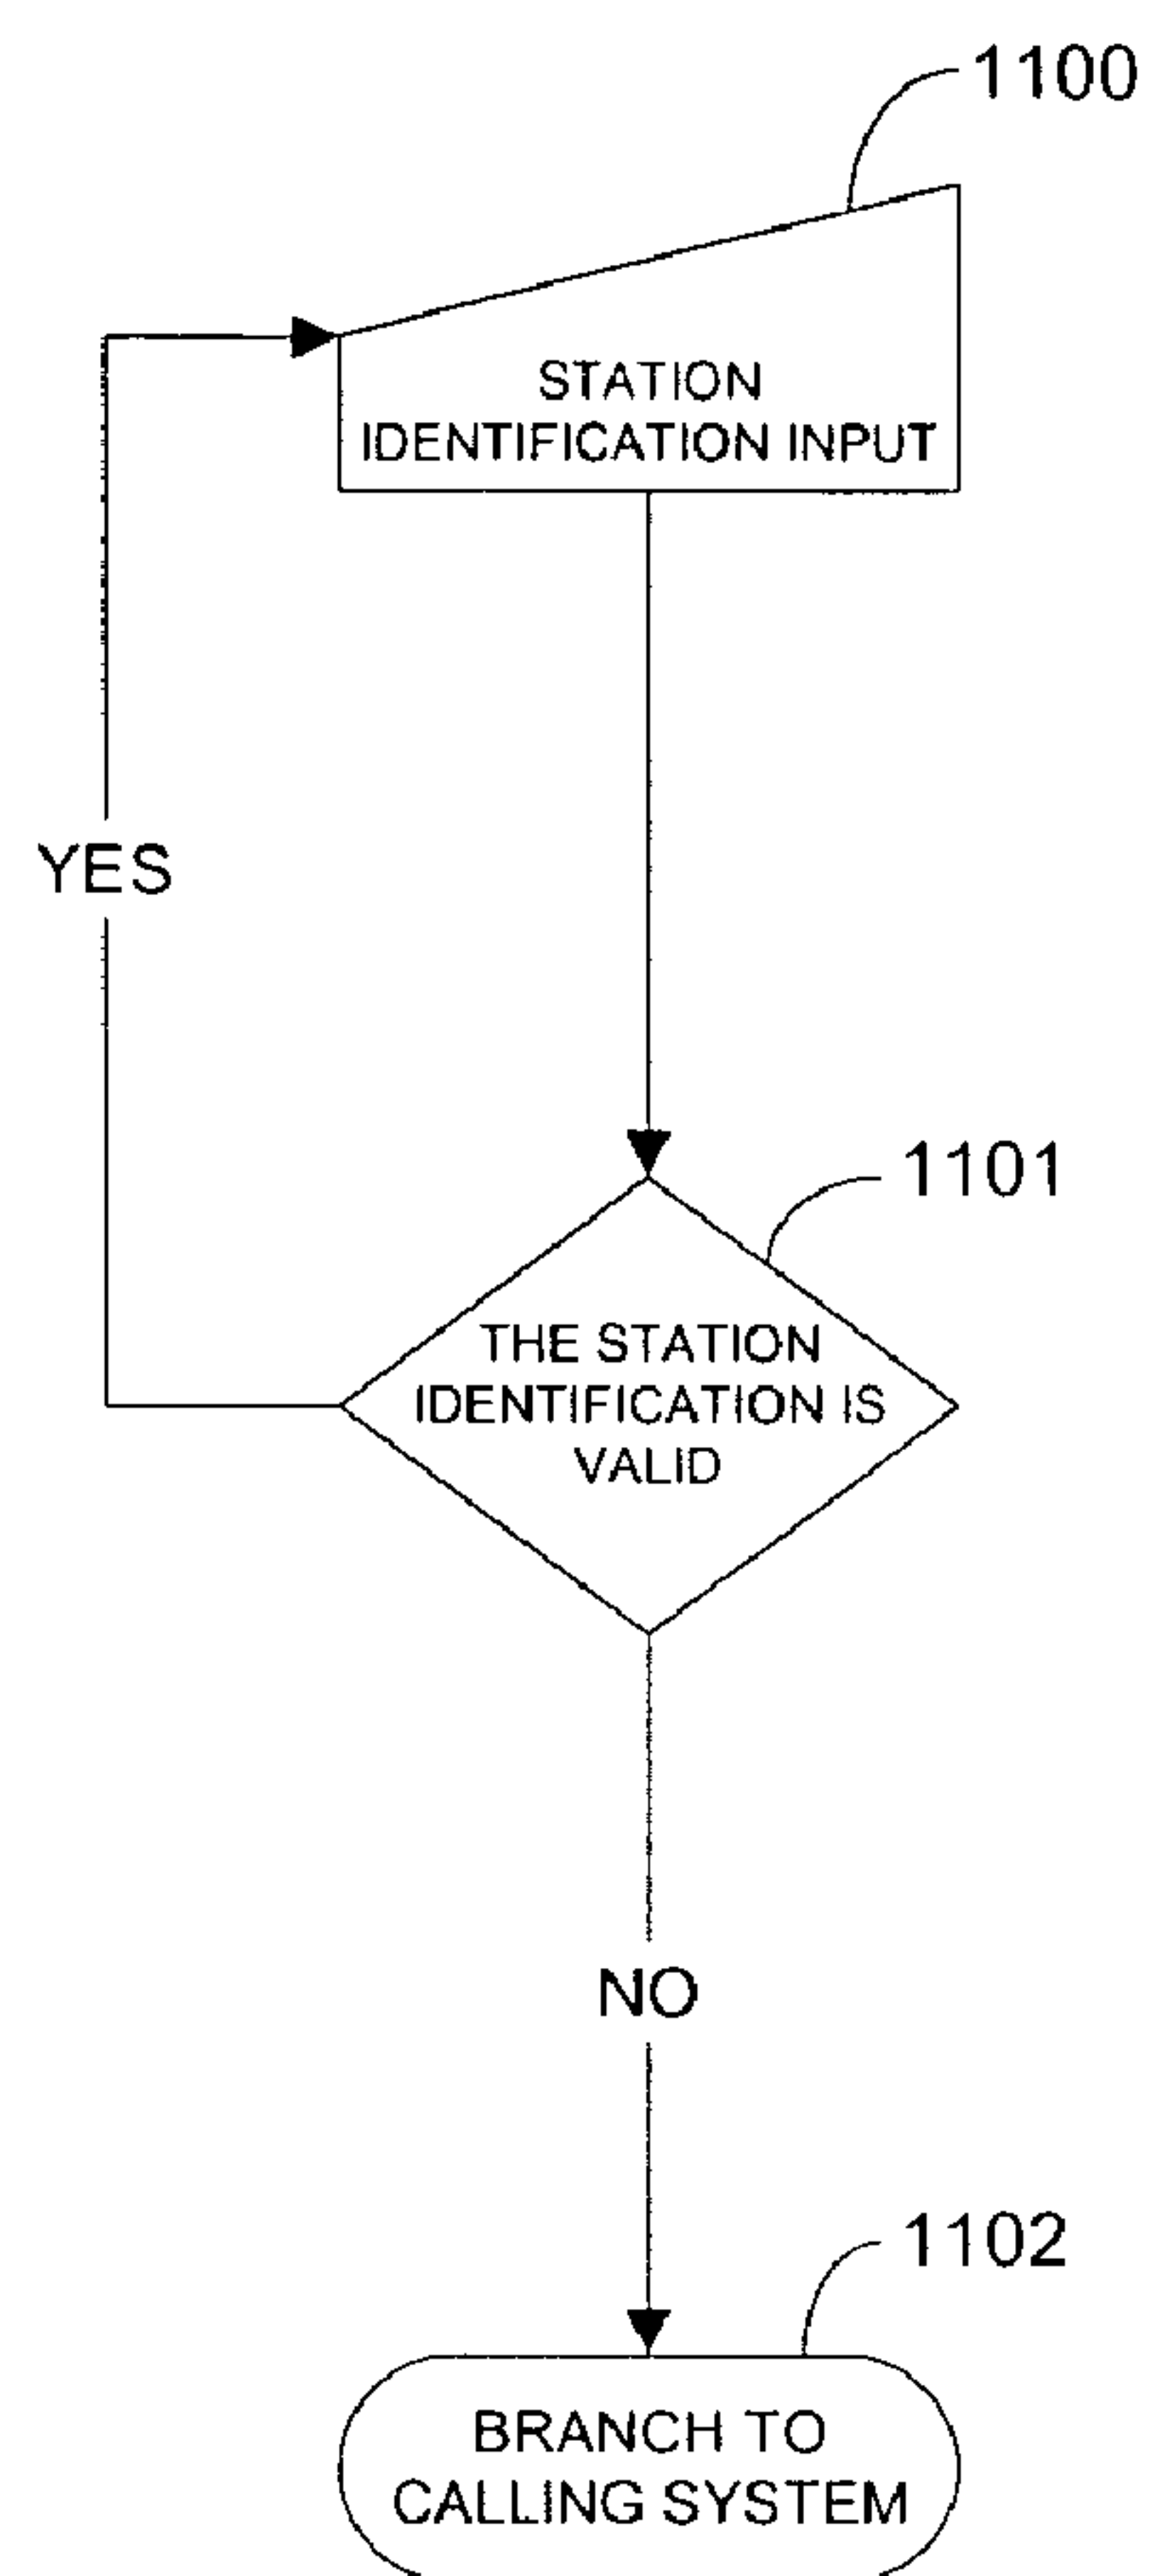 1100
STATION
IDENTIFICATION INPUT
YES
1101
THE STATION
IDENTIFICATION IS
VALID
NO
1102
BRANCH TO
CALLING SYSTEM